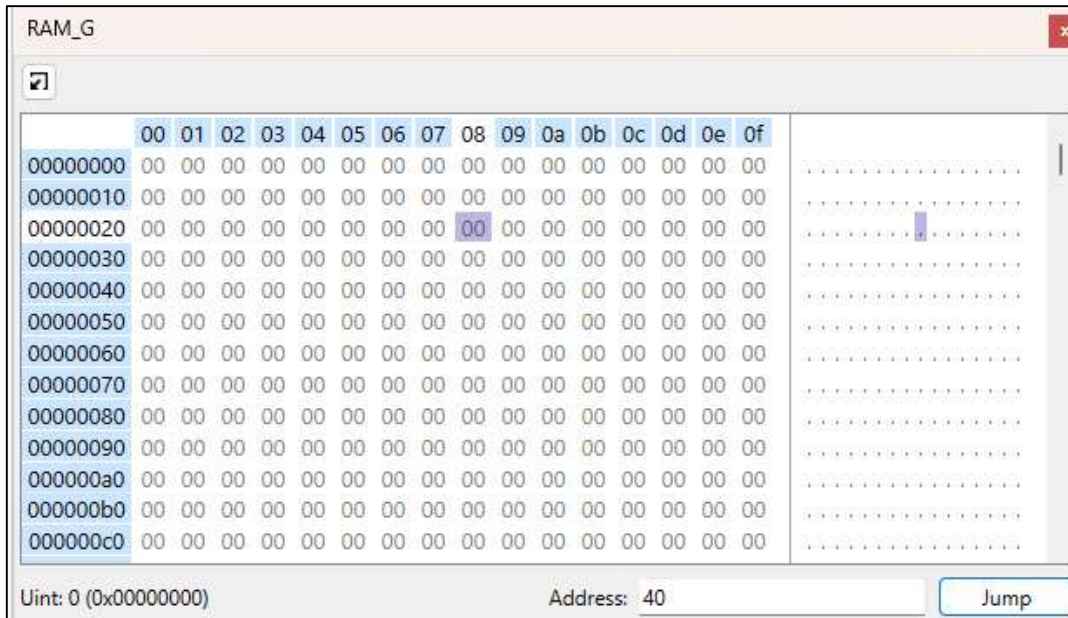 RAM_G
x
00 01 02 03 04 05 06 07 08 09 0a 0b 0c 0d 0e 0f
00000000 00 00 00 00 00 00 00 00 00 00 00 00 00 00 00 00 . . . . . . . . . . . . . . . .
00000010 00 00 00 00 00 00 00 00 00 00 00 00 00 00 00 00 . . . . . . . . . . . . . . . .
00000020 00 00 00 00 00 00 00 00 00 00 00 00 00 00 00 00 . . . . . . . . . . . . . . . .
00000030 00 00 00 00 00 00 00 00 00 00 00 00 00 00 00 00 . . . . . . . . . . . . . . . .
00000040 00 00 00 00 00 00 00 00 00 00 00 00 00 00 00 00 . . . . . . . . . . . . . . . .
00000050 00 00 00 00 00 00 00 00 00 00 00 00 00 00 00 00 . . . . . . . . . . . . . . . .
00000060 00 00 00 00 00 00 00 00 00 00 00 00 00 00 00 00 . . . . . . . . . . . . . . . .
00000070 00 00 00 00 00 00 00 00 00 00 00 00 00 00 00 00 . . . . . . . . . . . . . . . .
00000080 00 00 00 00 00 00 00 00 00 00 00 00 00 00 00 00 . . . . . . . . . . . . . . . .
00000090 00 00 00 00 00 00 00 00 00 00 00 00 00 00 00 00 . . . . . . . . . . . . . . . .
000000a0 00 00 00 00 00 00 00 00 00 00 00 00 00 00 00 00 . . . . . . . . . . . . . . . .
000000b0 00 00 00 00 00 00 00 00 00 00 00 00 00 00 00 00 . . . . . . . . . . . . . . . .
000000c0 00 00 00 00 00 00 00 00 00 00 00 00 00 00 00 00 . . . . . . . . . . . . . . . .
Uint: 0 (0x00000000) Address: 40 Jump